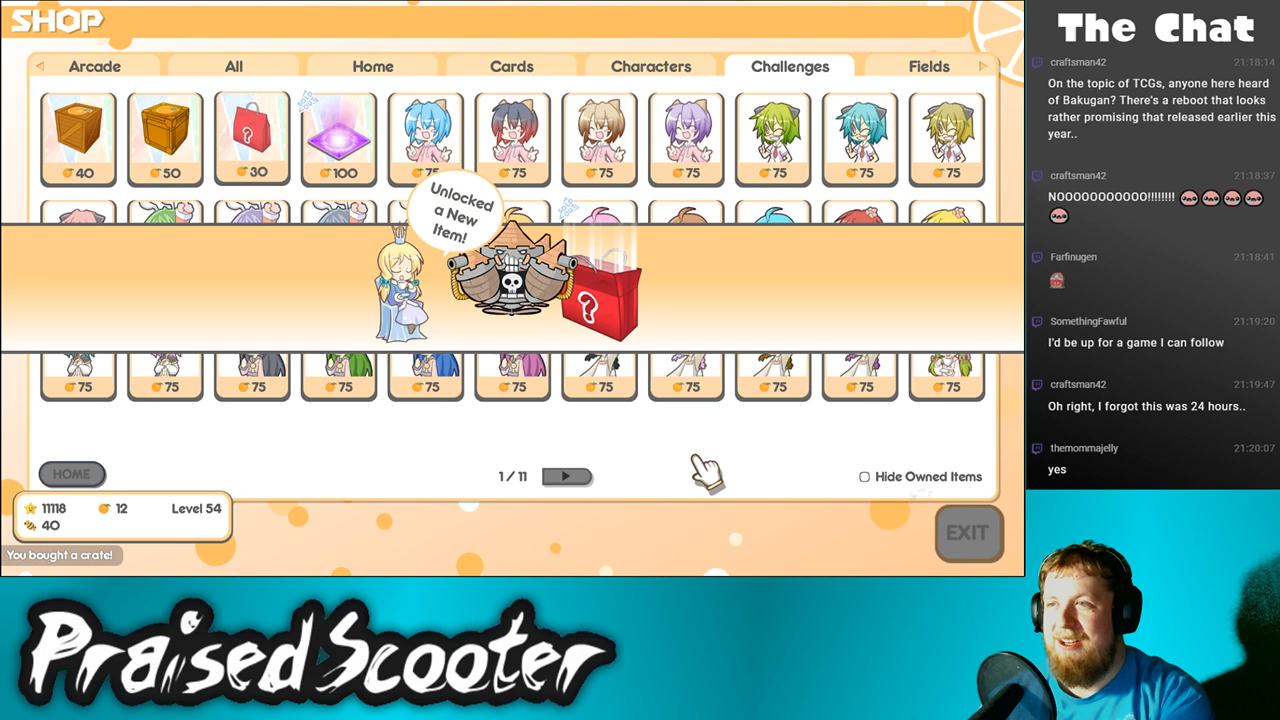 SHOP
Arcade All Home Cards Characters Challenges Fields
40 50 ? 30 SOLD OUT! 100 75 75 75 75 75 75 75
SOLD OUT!
Unlocked
a New
Item!
?
75 75 75 75 75 75 75 75 75 75 75
HOME 1 / 11 Hide Owned Items
11118 12 Level 54
40
EXIT
You bought a crate!
PraisedScooter
The Chat
craftsman42 21:18:14
On the topic of TCGs, anyone here heard
of Bakugan? There's a reboot that looks
rather promising that released earlier this
year..
craftsman42 21:18:37
NOOOOOOOOOO!!!!!!!!
Farfinugen 21:18:41
SomethingFawful 21:19:20
I'd be up for a game I can follow
craftsman42 21:19:47
Oh right, I forgot this was 24 hours..
themommajelly 21:20:07
yes